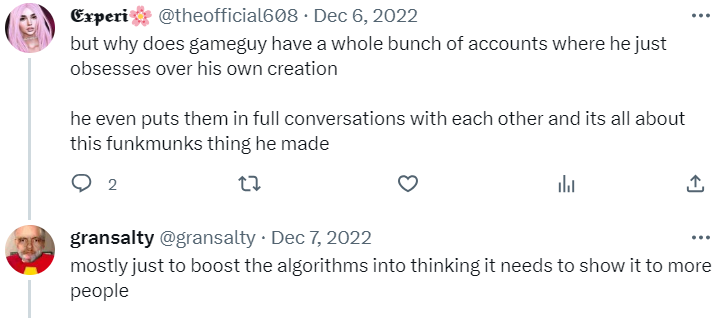 𝕰𝖝𝖕𝖊𝖗𝖎🌸 @theofficial608 · Dec 6, 2022
but why does gameguy have a whole bunch of accounts where he just
obsesses over his own creation
he even puts them in full conversations with each other and its all about
this funkmunks thing he made
2
gransalty @gransalty · Dec 7, 2022
mostly just to boost the algorithms into thinking it needs to show it to more
people